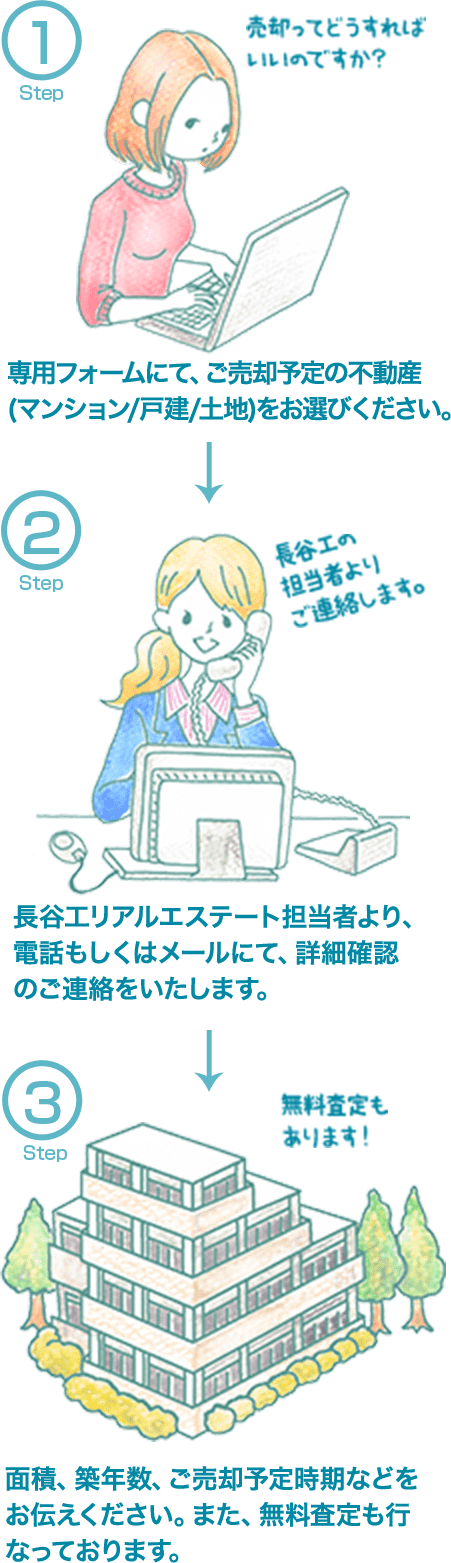 1
Step
売却ってどうすれば
いいのですか?
専用フォームにて、ご売却予定の不動産
(マンション/戸建/土地)をお選びください。
2
Step
長谷工の
担当者より
ご連絡します。
長谷工リアルエステート担当者より、
電話もしくはメールにて、詳細確認
のご連絡をいたします。
3
Step
無料査定も
あります!
面積、築年数、ご売却予定時期などを
お伝えください。また、無料査定も行
なっております。